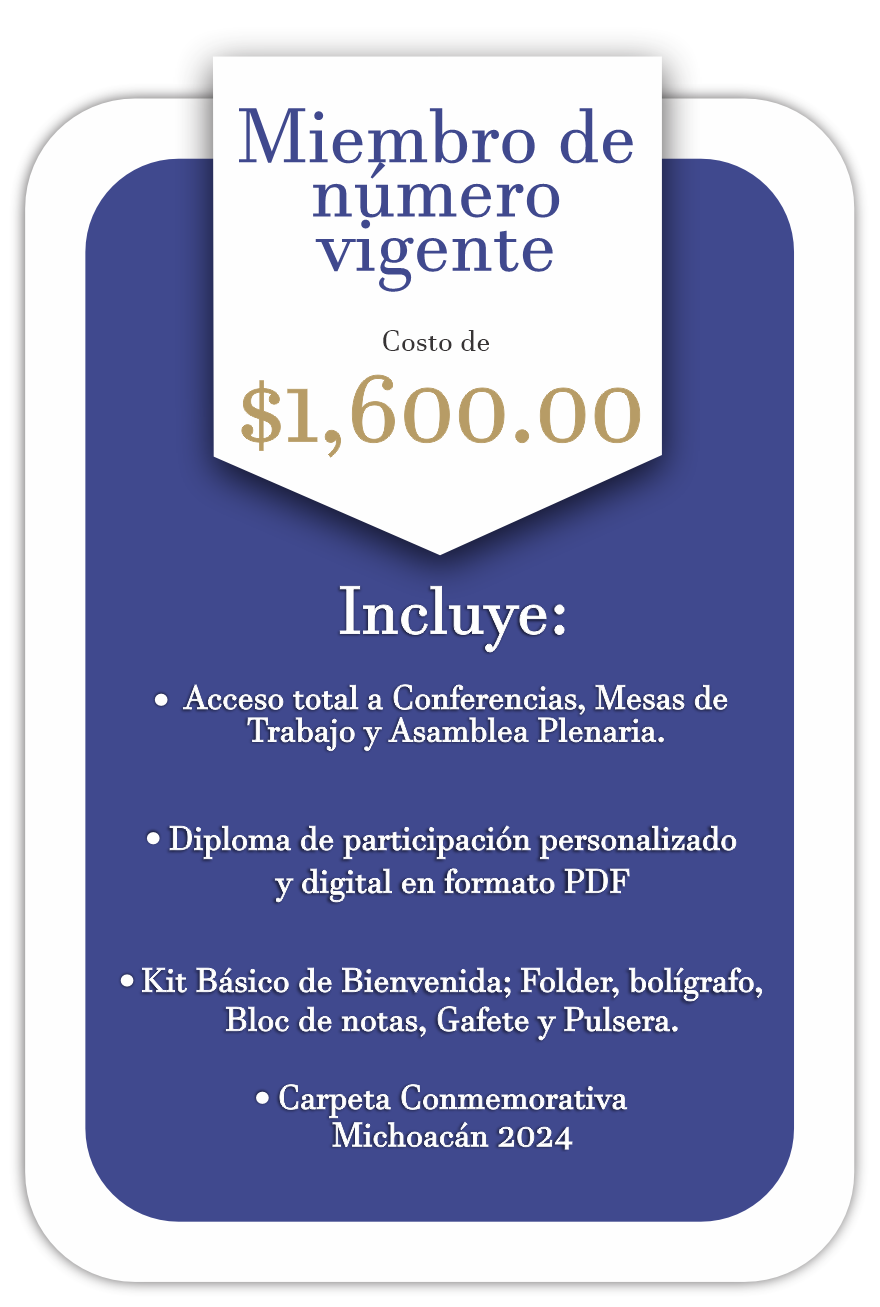 Miembro de
número
vigente
Costo de
$1,600.00
Incluye:
• Acceso total a Conferencias, Mesas de
Trabajo y Asamblea Plenaria.
• Diploma de participación personalizado
y digital en formato PDF
• Kit Básico de Bienvenida; Folder, bolígrafo,
Bloc de notas, Gafete y Pulsera.
• Carpeta Conmemorativa
Michoacán 2024